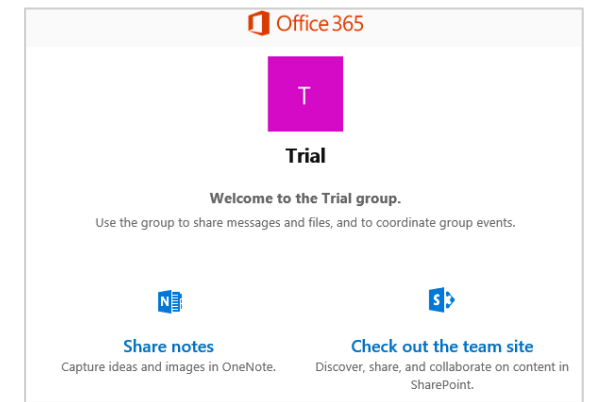 Office 365
T
Trial
Welcome to the Trial group.
Use the group to share messages and files, and to coordinate group events.
N
S
Share notes
Check out the team site
Capture ideas and images in OneNote.
Discover, share, and collaborate on content in
SharePoint.